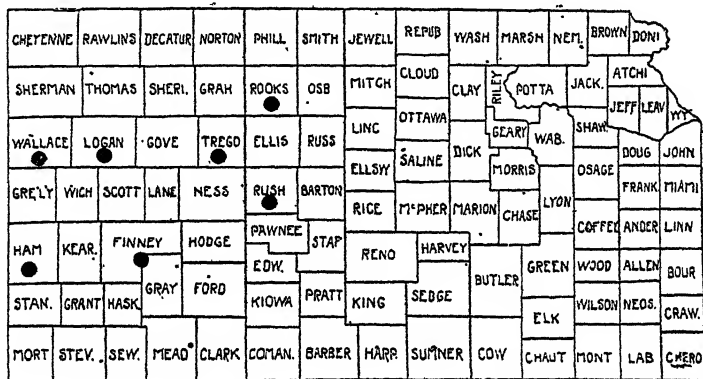 CHEYENNE RAWLINS DECATUR NORTON PHILL SMITH JEWELL REPUB WASH MARSH NEM. BROWN DONI
SHERMAN THOMAS SHERI. GRAH ROOKS OSB MITCH CLOUD CLAY RILEY POTTA JACK. ATCHI
JEFF LEAV WY
WALLACE LOGAN GOVE TREGO ELLIS RUSS LINC OTTAWA DICK GEARY WAB. SHAW. DOUG JOHN
GRE'LY WICH SCOTT LANE NESS RUSH BARTON ELLSW SALINE MORRIS LYON OSAGE FRANK MIAMI
RICE McPHER MARION CHASE COFFEE ANDER LINN
HAM KEAR. FINNEY HODGE PAWNEE STAF RENO HARVEY BUTLER GREEN WOOD ALLEN BOUR
EDW.
STAN. GRANT HASK. GRAY FORD KIOWA PRATT KING SEDGE ELK WILSON NEOS. CRAW.
MORT STEV. SEW. MEAD CLARK COMAN. BARBER HARP. SUMNER COW CHAUT MONT LAB CHERO